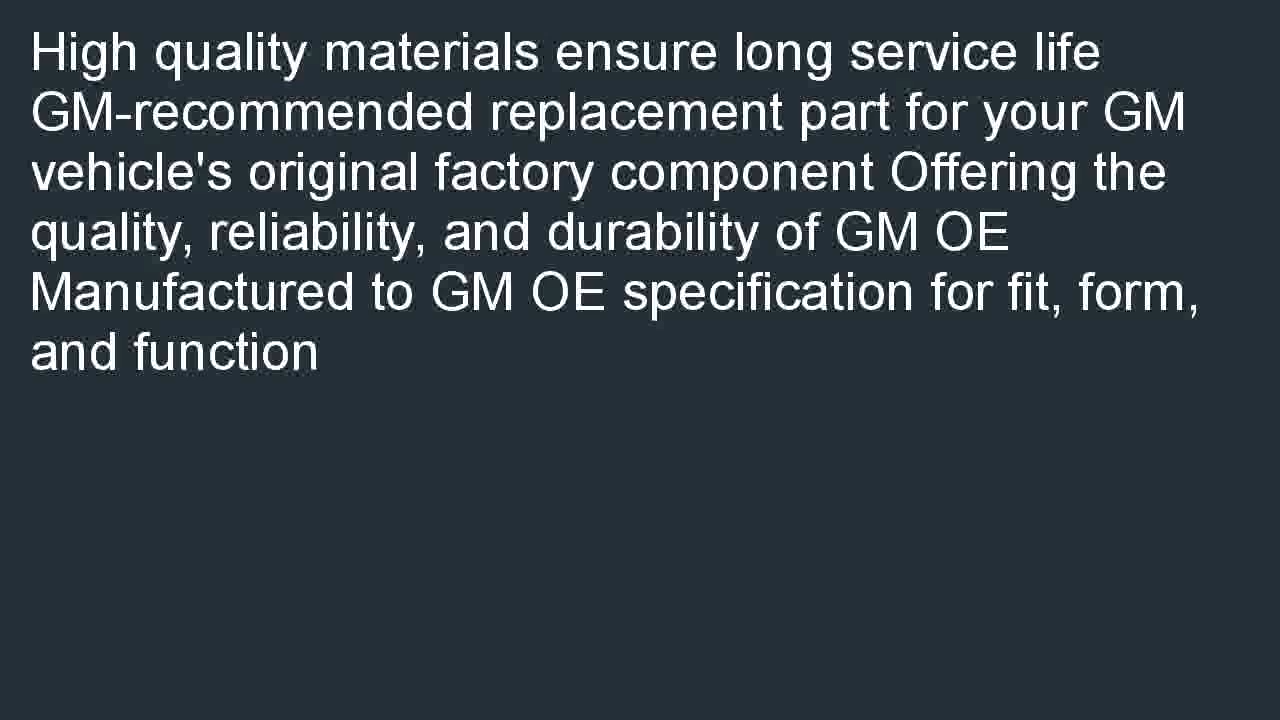 High quality materials ensure long service life
GM-recommended replacement part for your GM
vehicle's original factory component Offering the
quality, reliability, and durability of GM OE
Manufactured to GM OE specification for fit, form,
and function